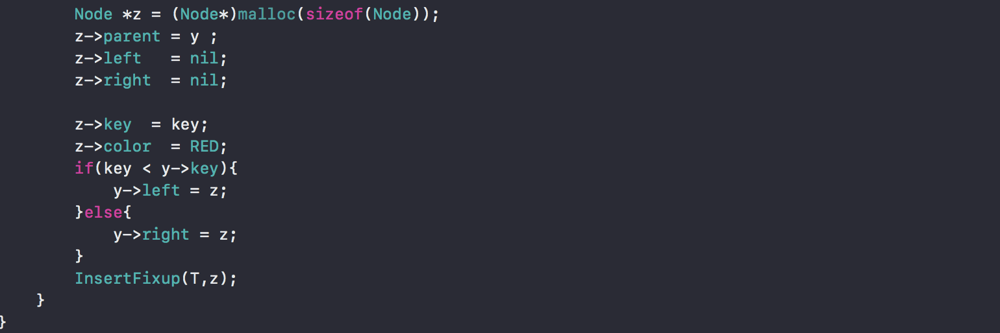 Node *z = (Node*)malloc(sizeof(Node));
z->parent = y ;
z->left   = nil;
z->right  = nil;
z->key  = key;
z->color  = RED;
if(key < y->key){
    y->left = z;
}else{
    y->right = z;
}
InsertFixup(T,z);
}
}